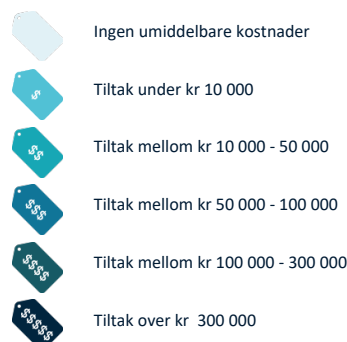 Ingen umiddelbare kostnader
$ Tiltak under kr 10 000
$$ Tiltak mellom kr 10 000 - 50 000
$$$ Tiltak mellom kr 50 000 - 100 000
$$$$ Tiltak mellom kr 100 000 - 300 000
$$$$$ Tiltak over kr 300 000